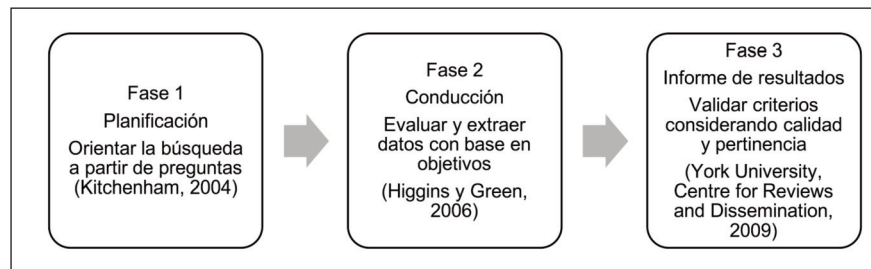 Fase 1
Planificación
Orientar la búsqueda
a partir de preguntas
(Kitchenham, 2004)
Fase 2
Conducción
Evaluar y extraer
datos con base en
objetivos
(Higgins y Green,
2006)
Fase 3
Informe de resultados
Validar criterios
considerando calidad
y pertinencia
(York University,
Centre for Reviews
and Dissemination,
2009)